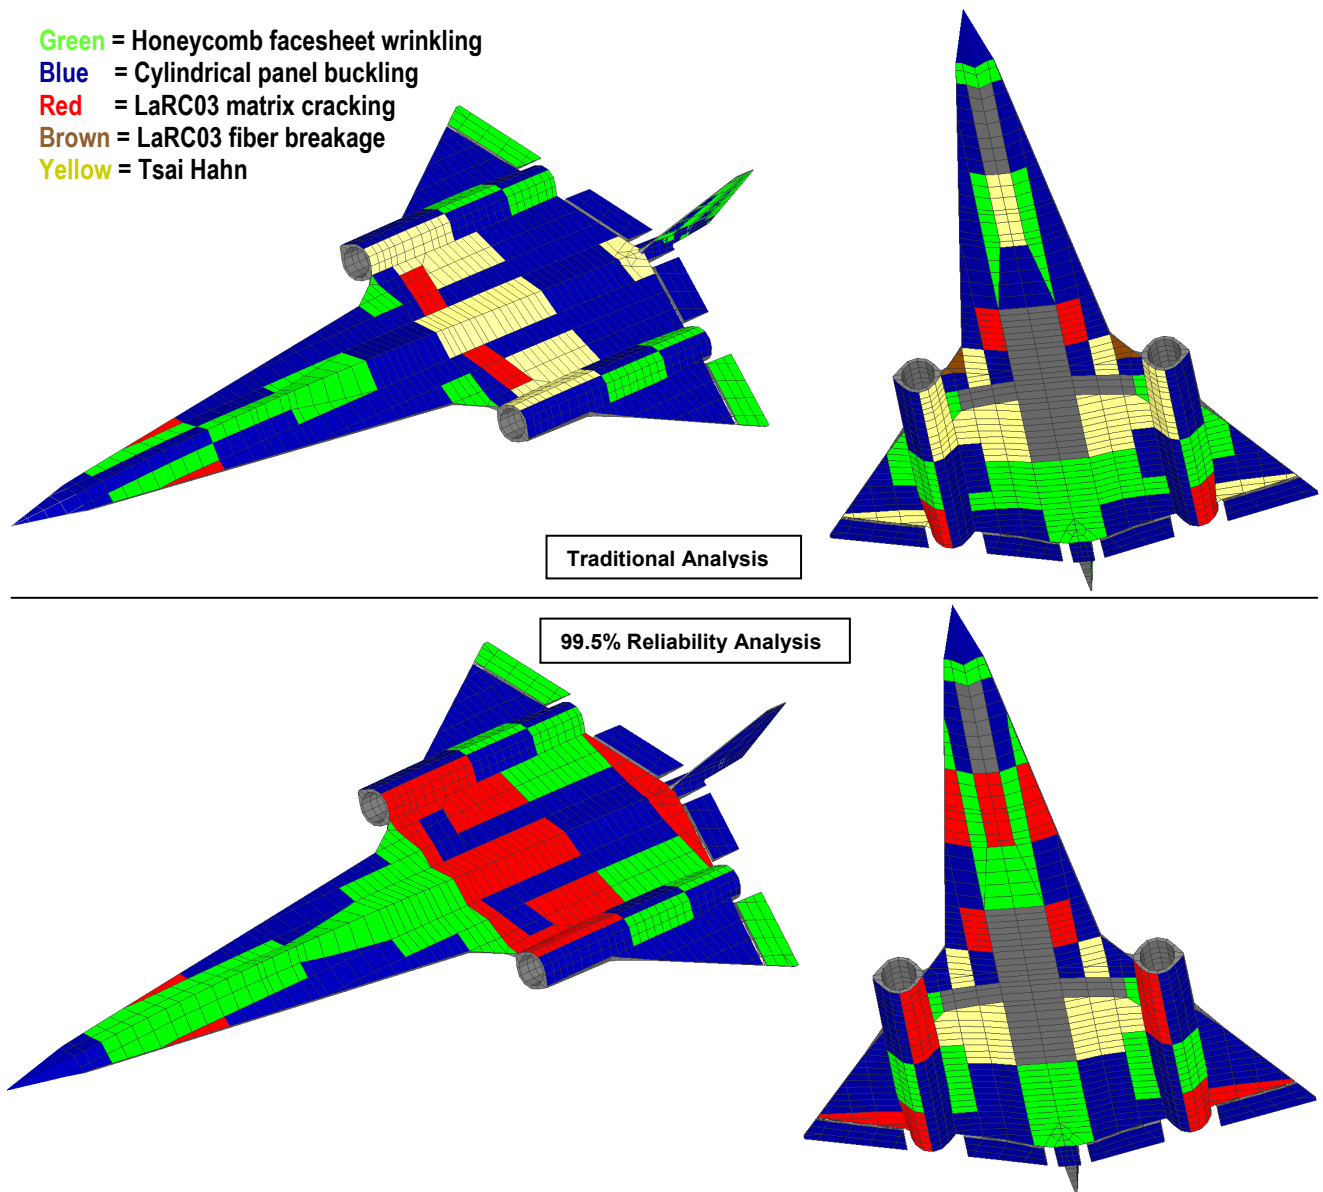 Green = Honeycomb facesheet wrinkling
Blue = Cylindrical panel buckling
Red = LaRC03 matrix cracking
Brown = LaRC03 fiber breakage
Yellow = Tsai Hahn
Traditional Analysis
99.5% Reliability Analysis